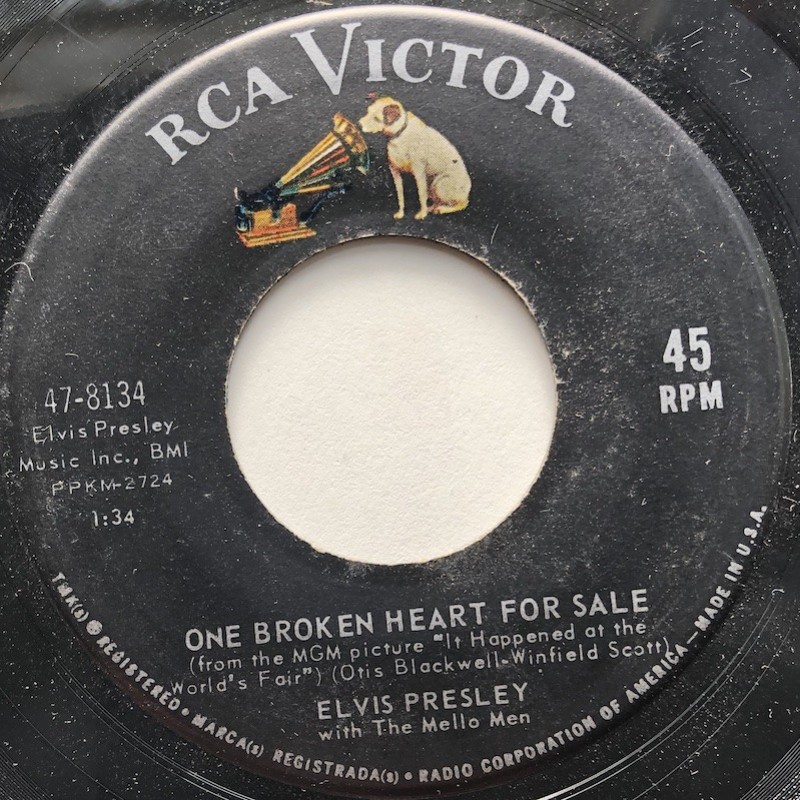 RCA VICTOR
45
RPM
47-8134
Elvis Presley
Music Inc., BMI
PPKM-2724
1:34
ONE BROKEN HEART FOR SALE
(from the MGM picture "It Happened at the
World's Fair") (Otis Blackwell-Winfield Scott)
ELVIS PRESLEY
with The Mello Men
TMK(s) ® REGISTERED • MARCA(s) REGISTRADA(s) • RADIO CORPORATION OF AMERICA — MADE IN U.S.A.